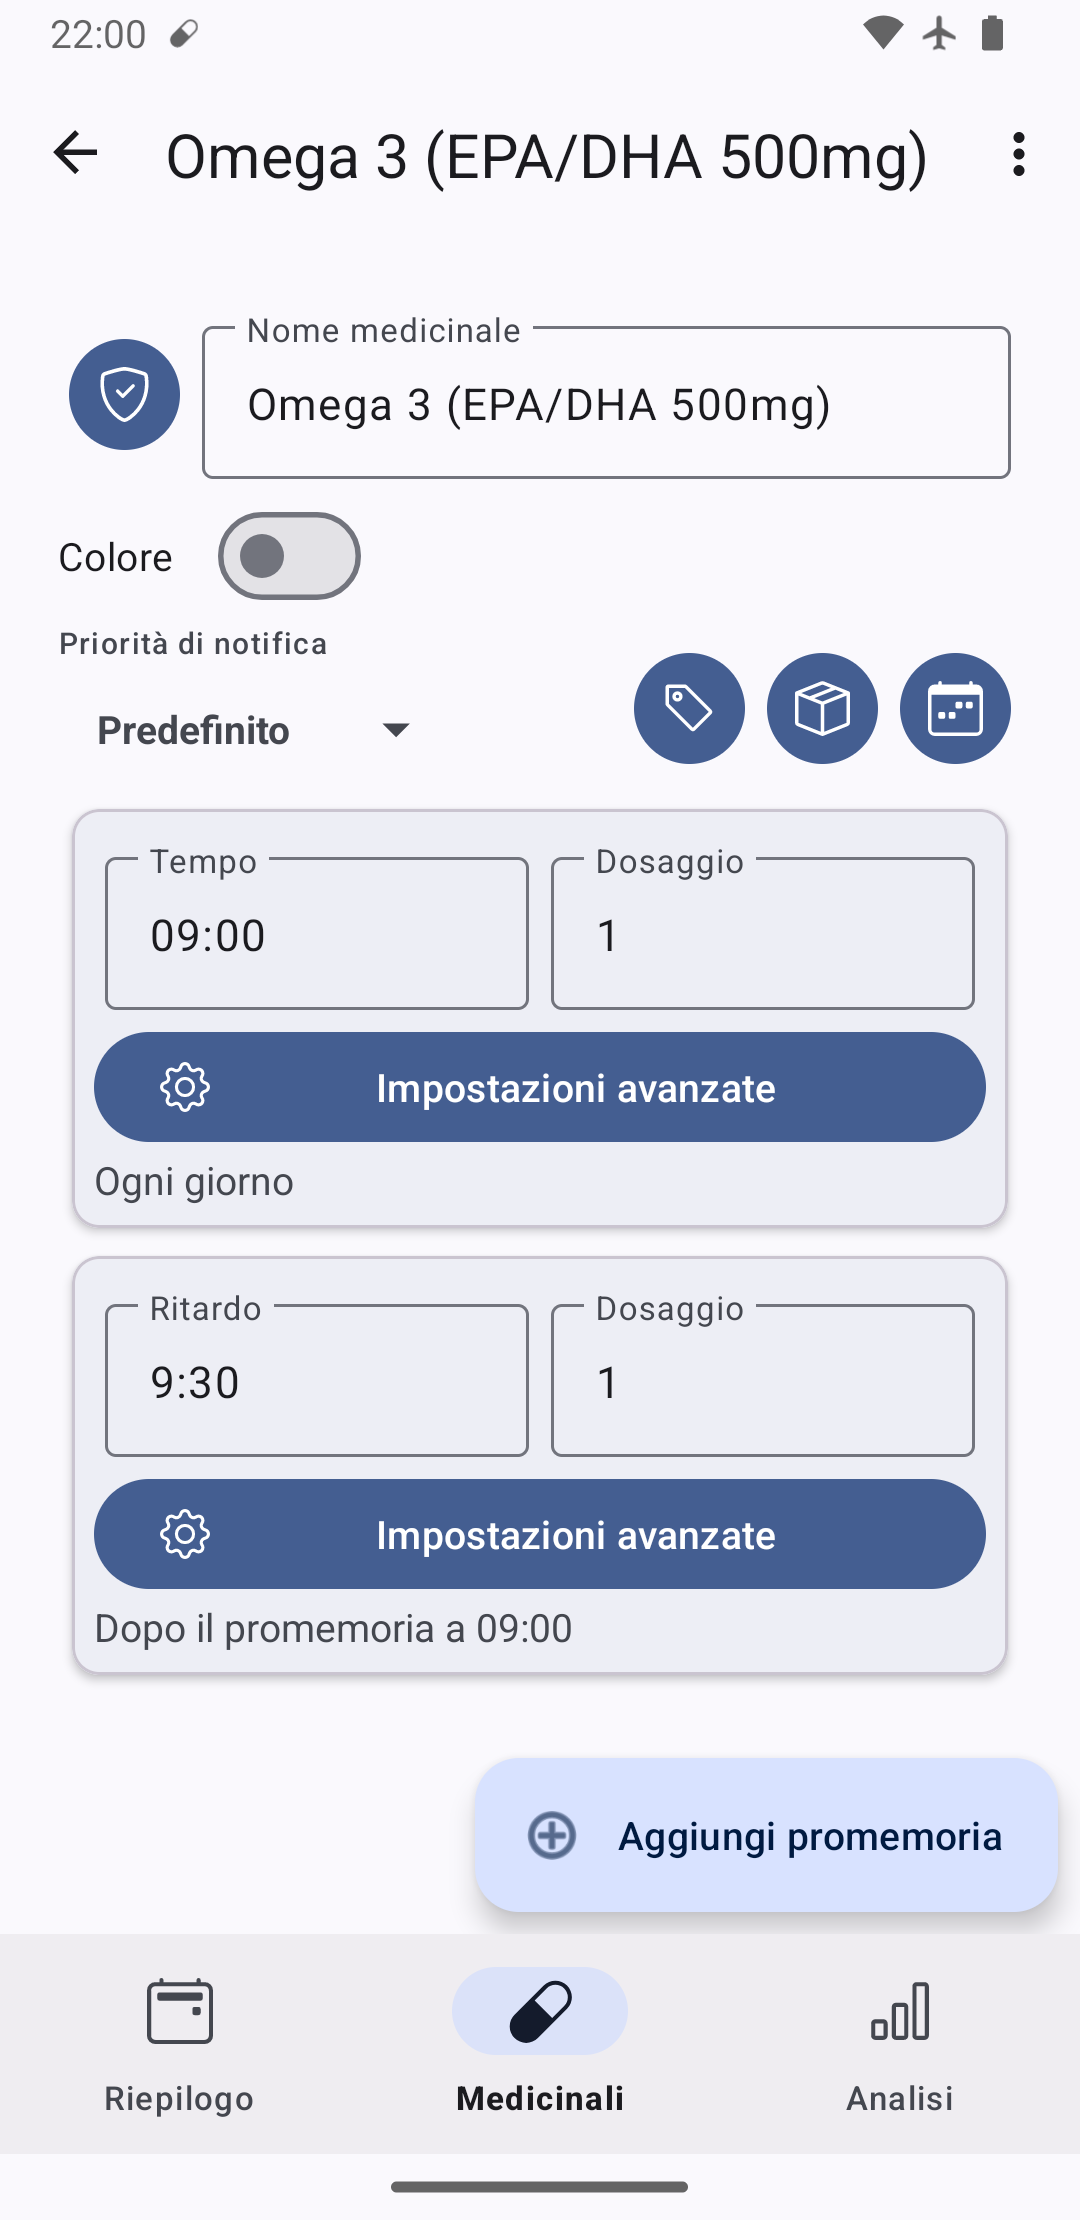 22:00
Omega 3 (EPA/DHA 500mg)
Nome medicinale
Omega 3 (EPA/DHA 500mg)
Colore
Priorità di notifica
Predefinito
Tempo
Dosaggio
09:00
1
Impostazioni avanzate
Ogni giorno
Ritardo
Dosaggio
9:30
1
Impostazioni avanzate
Dopo il promemoria a 09:00
Aggiungi promemoria
Riepilogo
Medicinali
Analisi